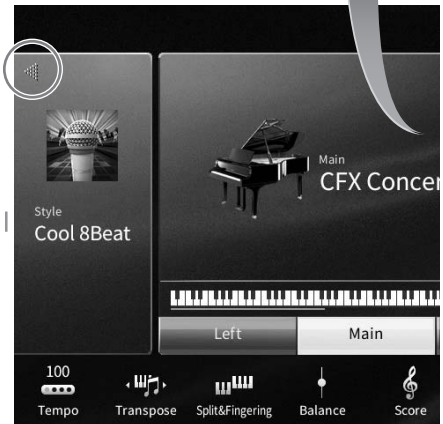 Style
Cool 8Beat
Main
CFX Concer
Left
Main
100
Tempo
Transpose
Split&Fingering
Balance
Score